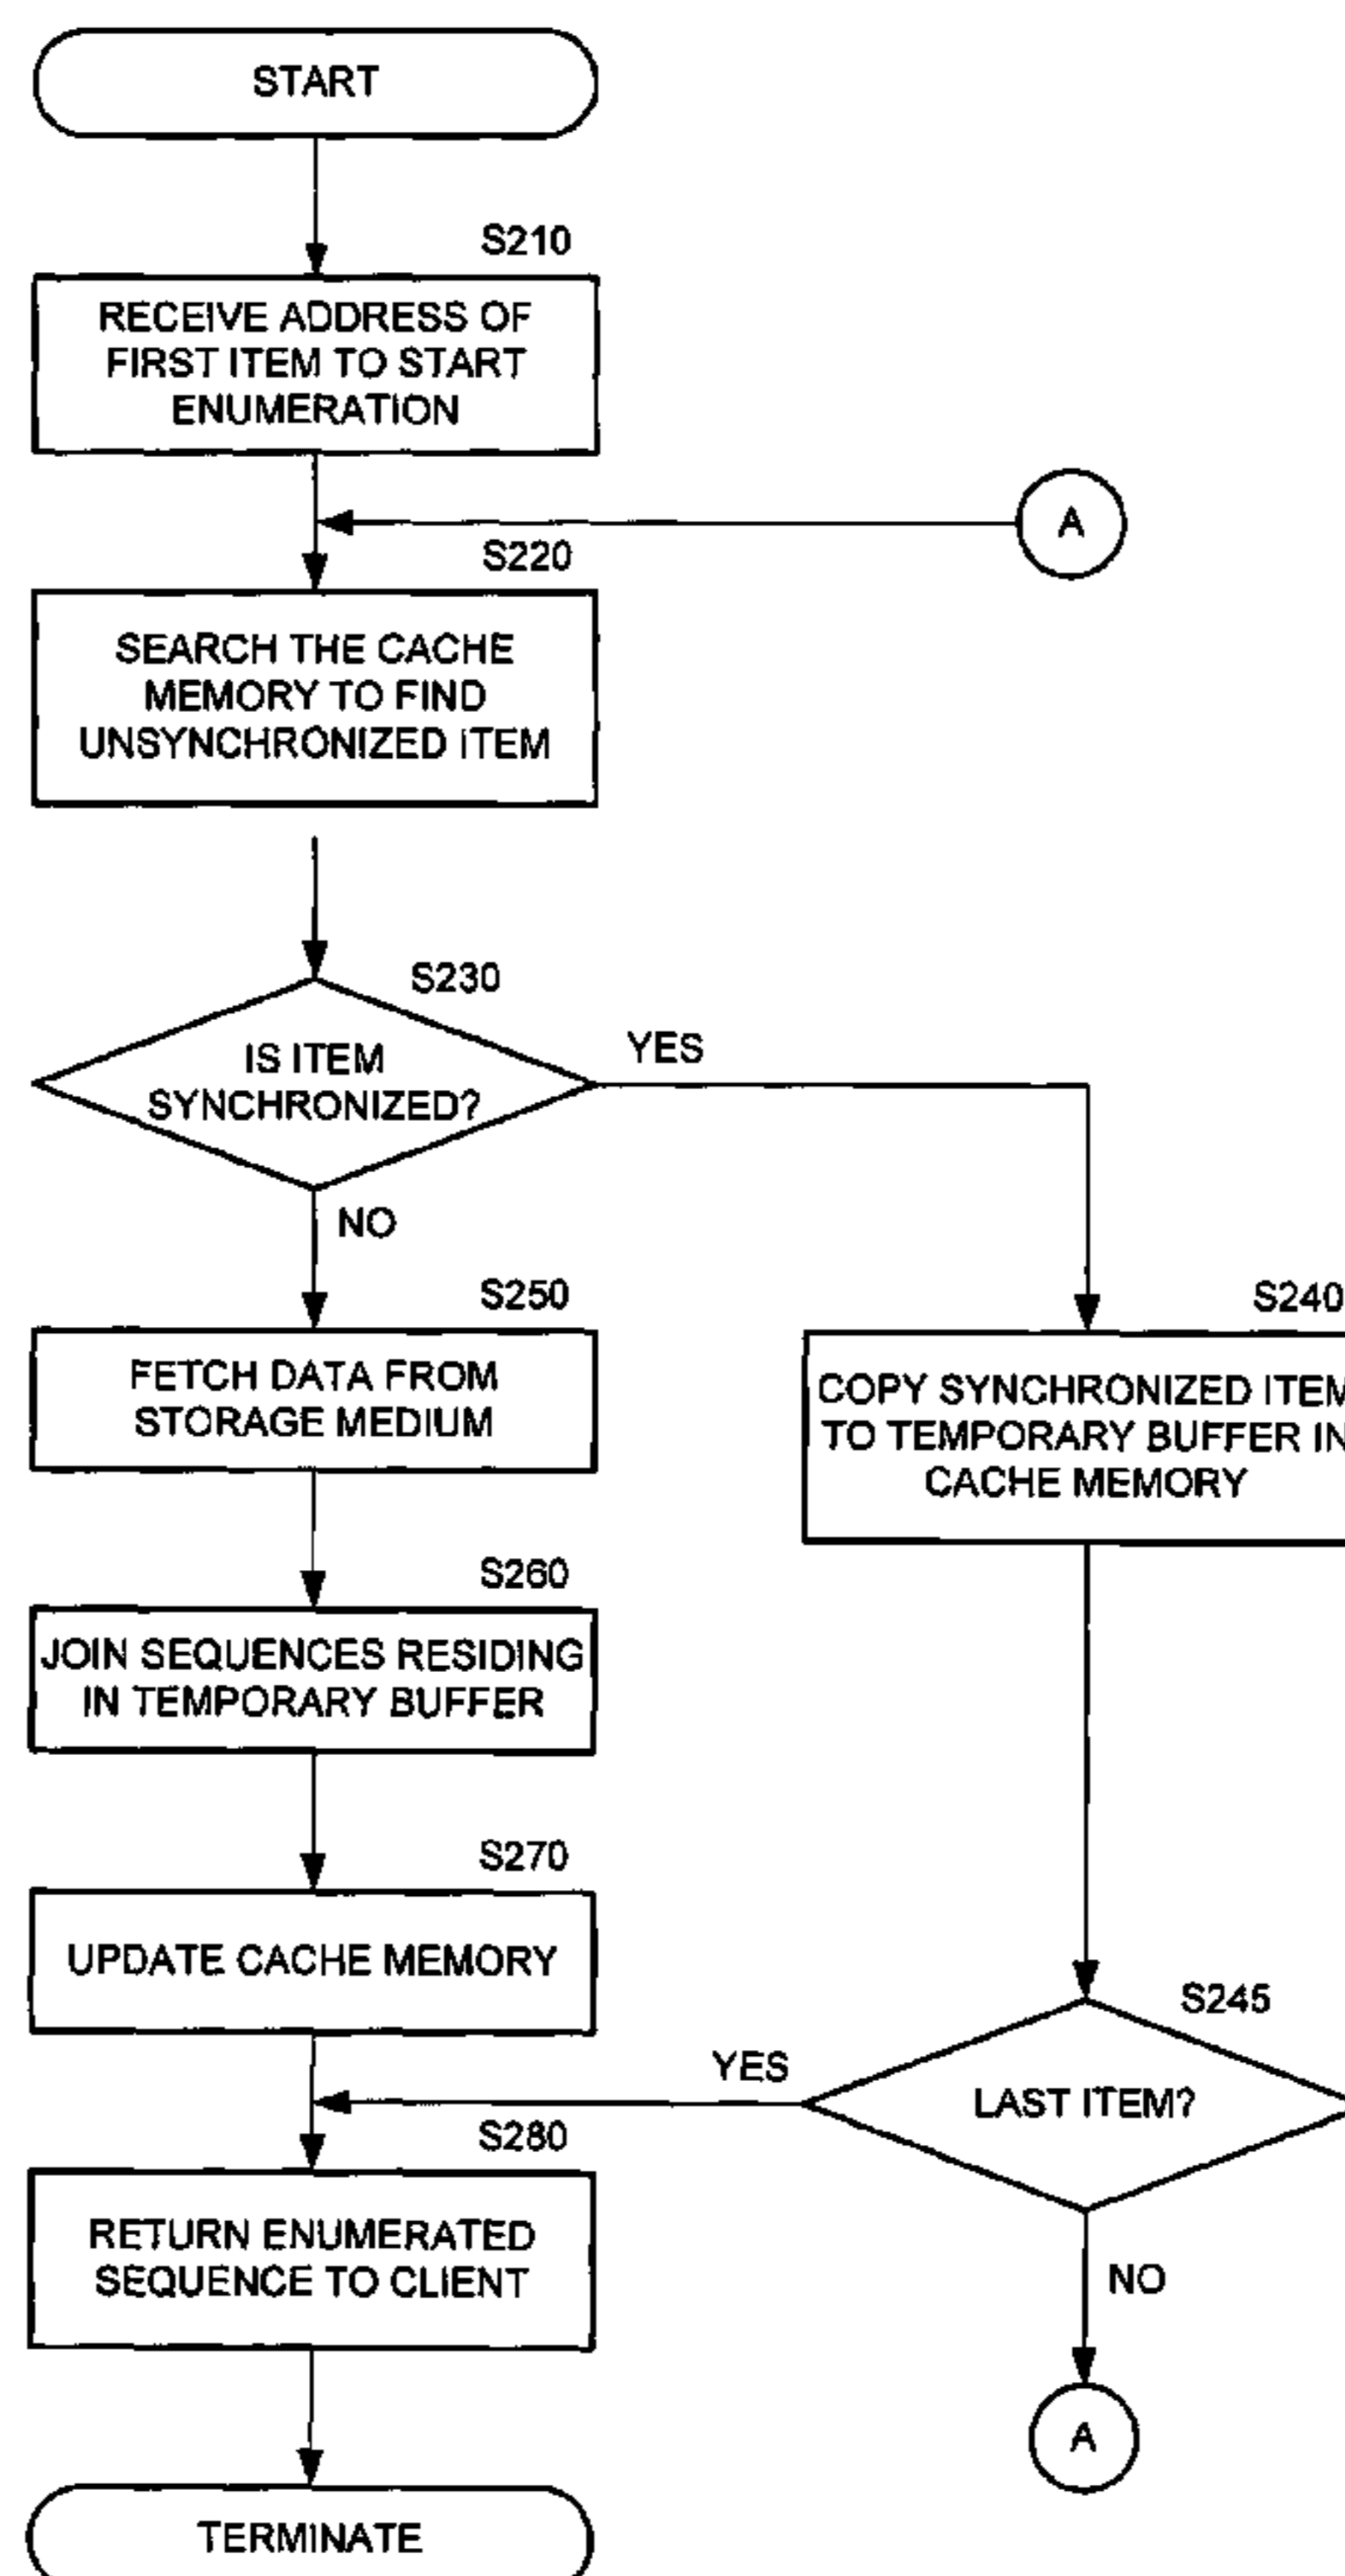 START
S210
RECEIVE ADDRESS OF
FIRST ITEM TO START
ENUMERATION
A
S220
SEARCH THE CACHE
MEMORY TO FIND
UNSYNCHRONIZED ITEM
S230
IS ITEM
SYNCHRONIZED?
YES
NO
S250
FETCH DATA FROM
STORAGE MEDIUM
S240
COPY SYNCHRONIZED ITEM
TO TEMPORARY BUFFER IN
CACHE MEMORY
S260
JOIN SEQUENCES RESIDING
IN TEMPORARY BUFFER
S270
UPDATE CACHE MEMORY
S245
LAST ITEM?
YES
NO
A
S280
RETURN ENUMERATED
SEQUENCE TO CLIENT
TERMINATE